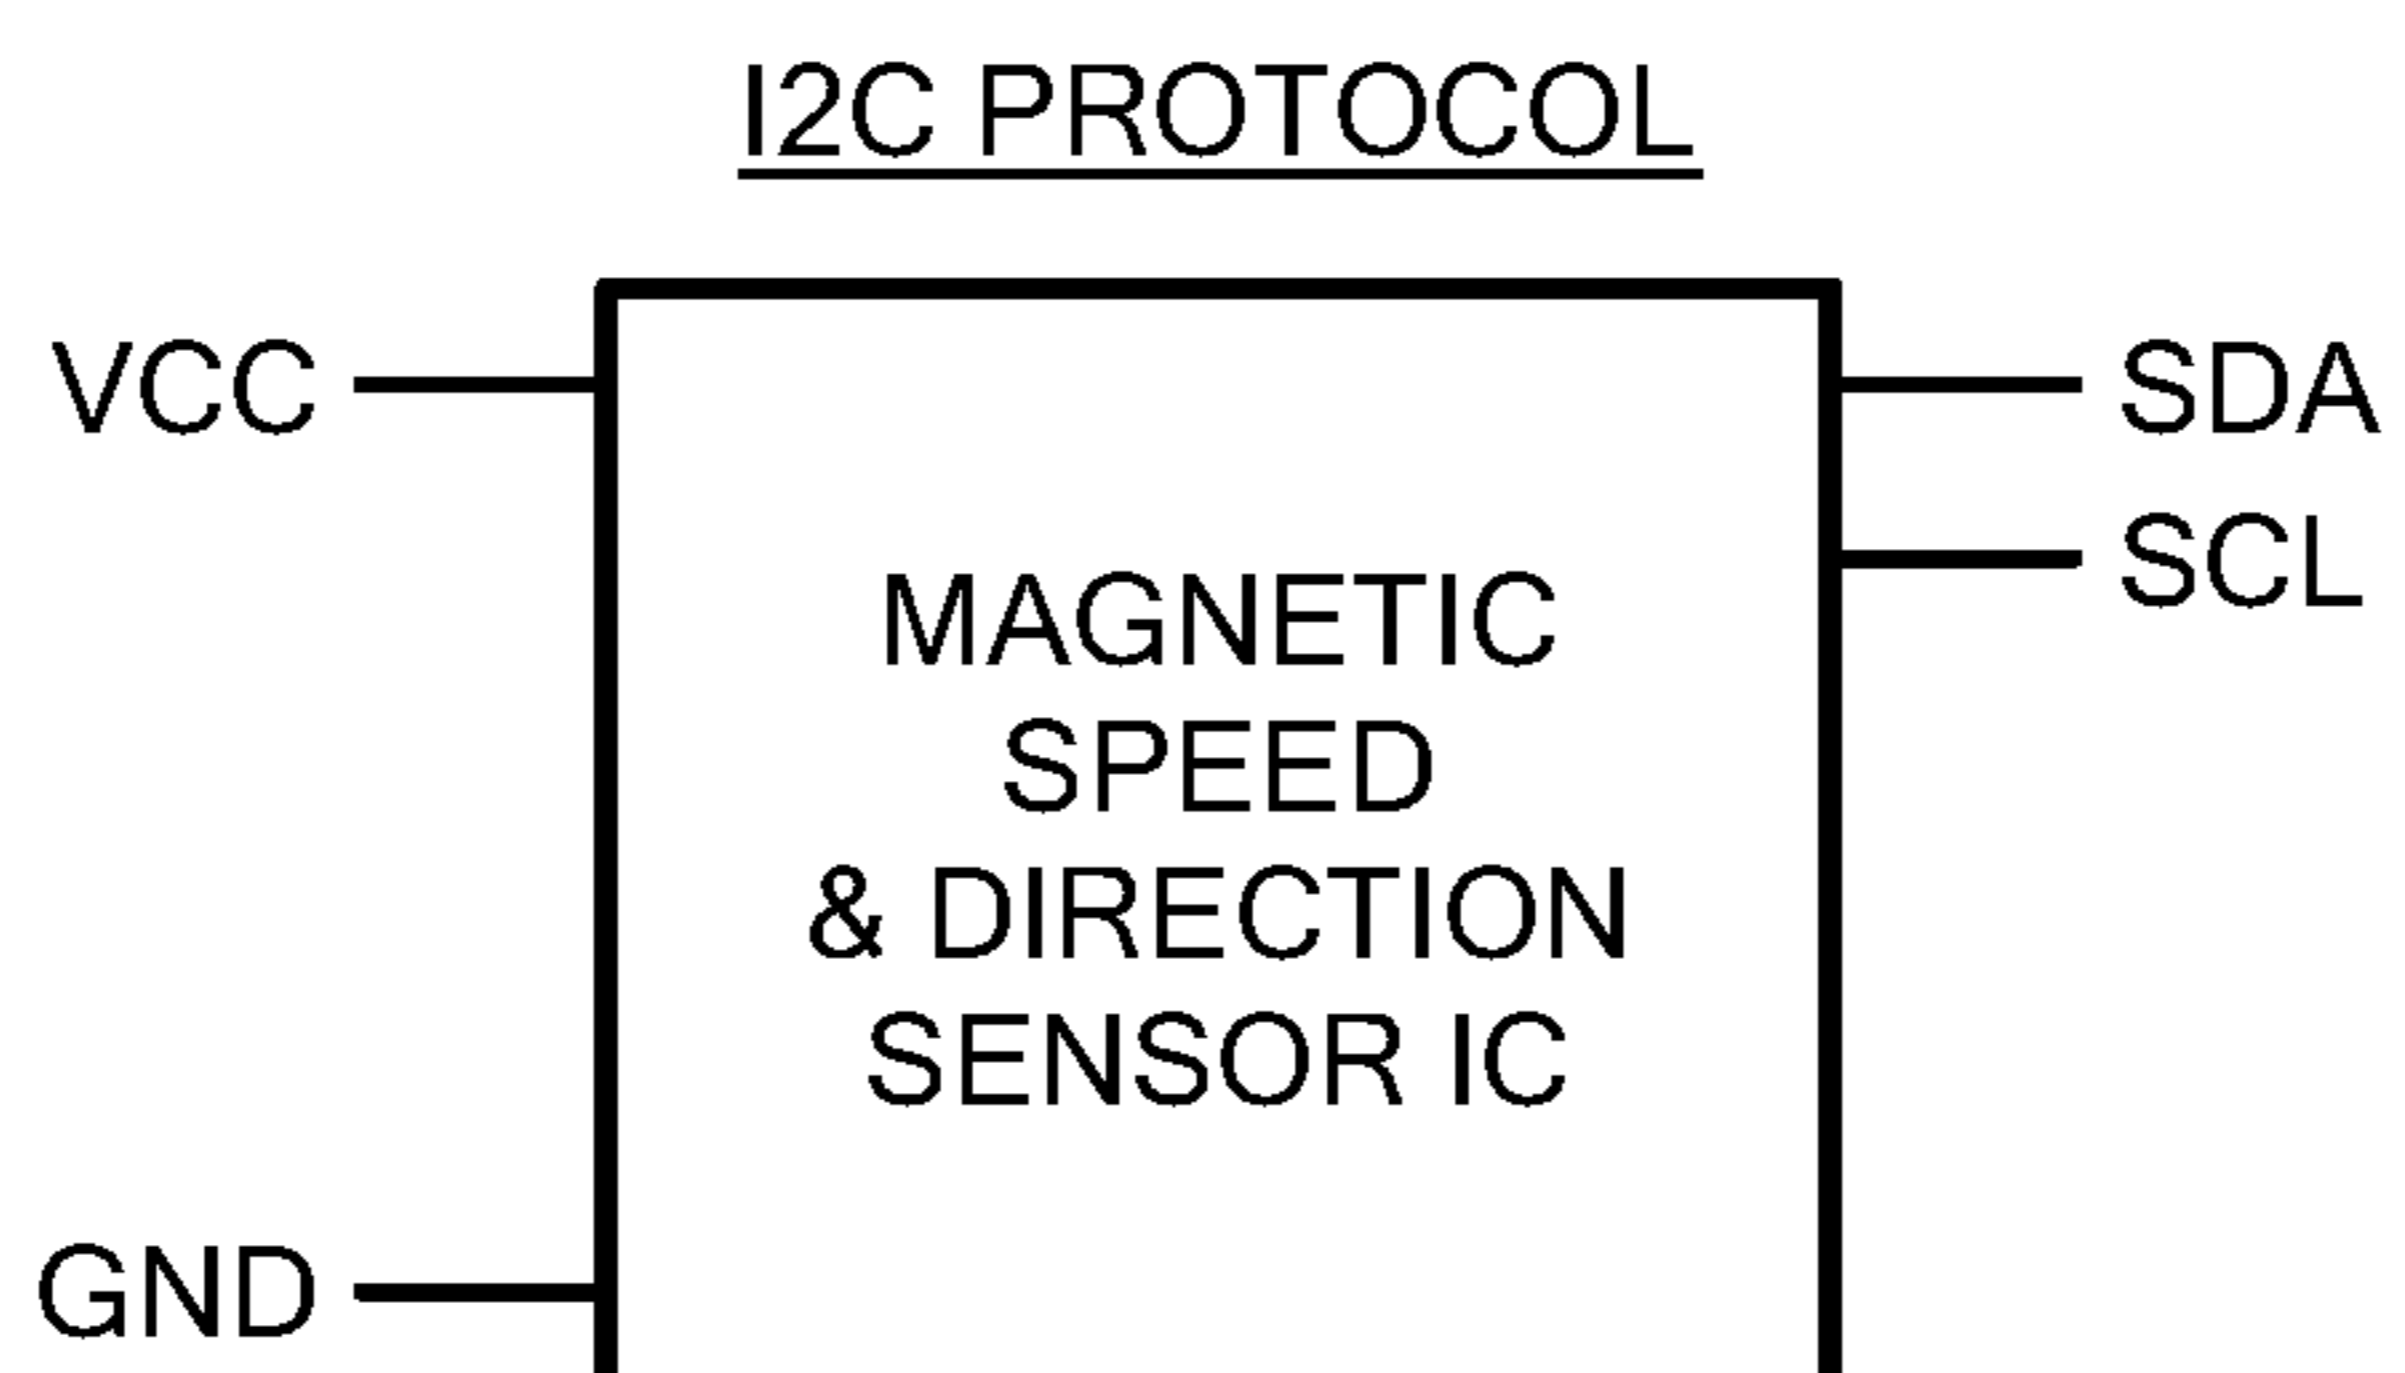 I2C PROTOCOL
VCC
SDA
SCL
MAGNETIC
SPEED
& DIRECTION
SENSOR IC
GND